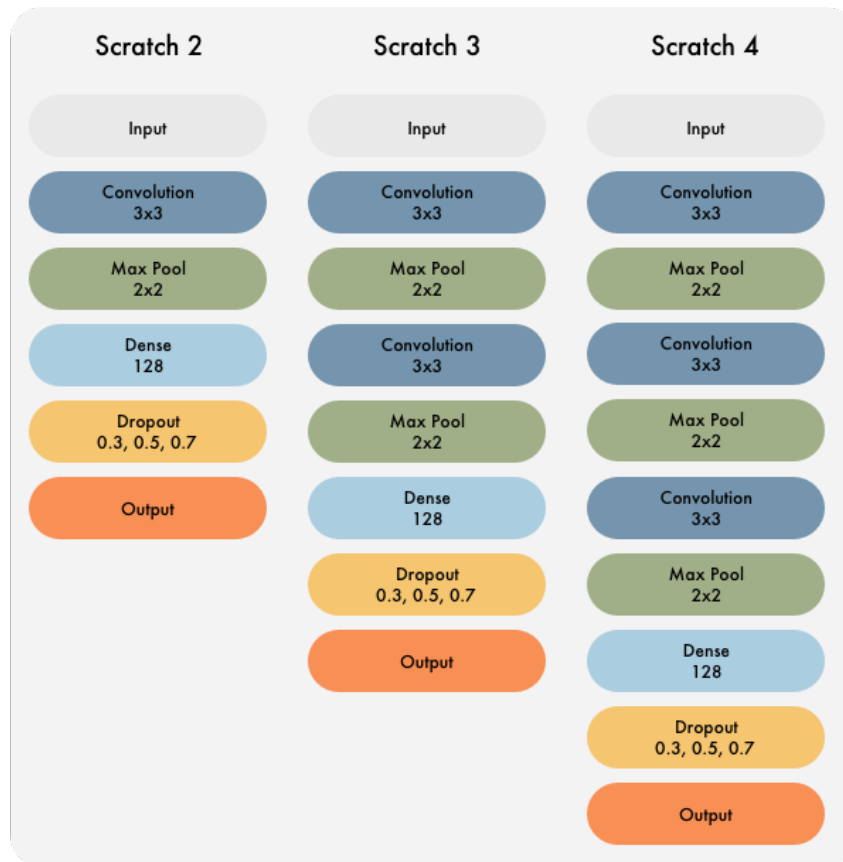 Scratch 2
Input
Convolution
3x3
Max Pool
2x2
Dense
128
Dropout
0.3, 0.5, 0.7
Output
Scratch 3
Input
Convolution
3x3
Max Pool
2x2
Convolution
3x3
Max Pool
2x2
Dense
128
Dropout
0.3, 0.5, 0.7
Output
Scratch 4
Input
Convolution
3x3
Max Pool
2x2
Convolution
3x3
Max Pool
2x2
Convolution
3x3
Max Pool
2x2
Dense
128
Dropout
0.3, 0.5, 0.7
Output